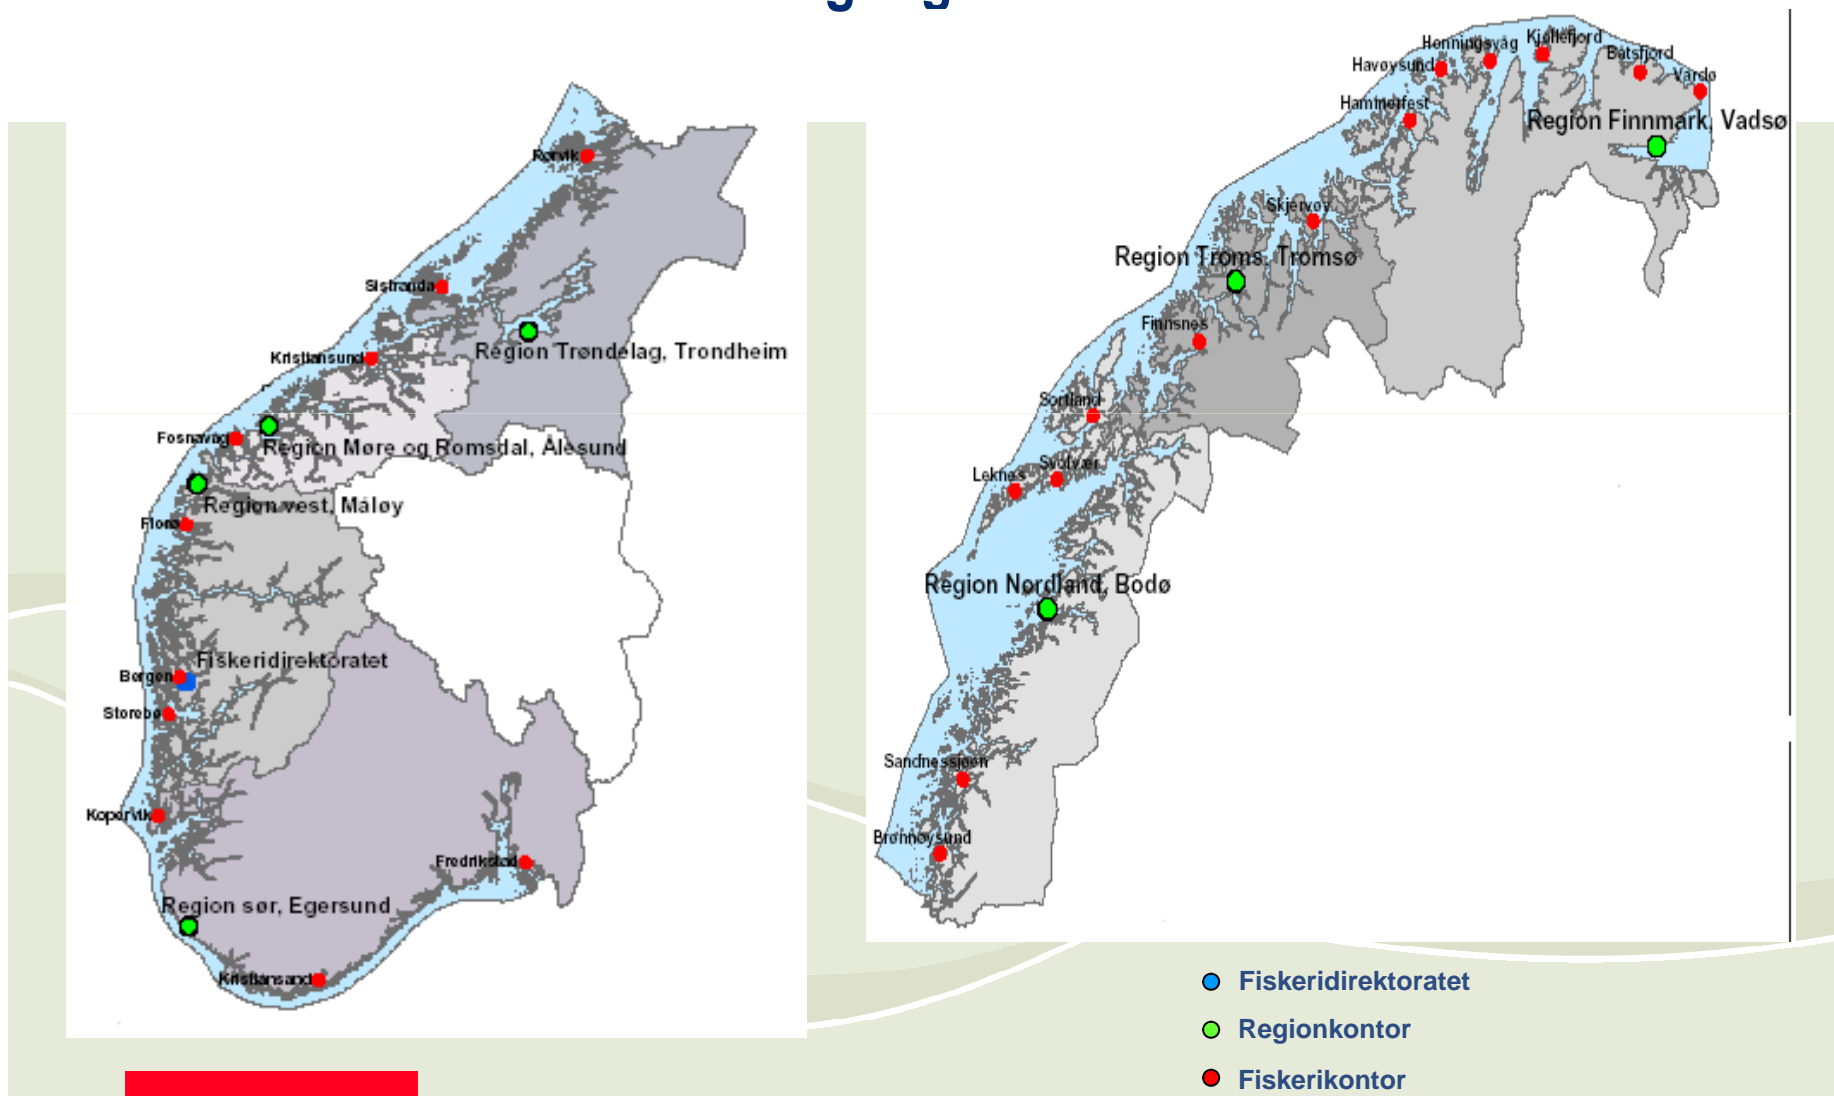 Rørvik
Sistranda
Kristiansund
Region Trøndelag, Trondheim
Fosnavåg
Region Møre og Romsdal, Ålesund
Region vest, Måløy
Florø
Fiskeridirektoratet
Bergen
Storebø
Kopervik
Fredrikstad
Region sør, Egersund
Kristiansand
Honningsvåg
Kjøllefjord
Båtsfjord
Havøysund
Vardø
Hammerfest
Region Finnmark, Vadsø
Skjervøy
Region Troms, Tromsø
Finnsnes
Sortland
Svolvær
Leknes
Region Nordland, Bodø
Sandnessjøen
Brønnøysund
Fiskeridirektoratet
Regionkontor
Fiskerikontor